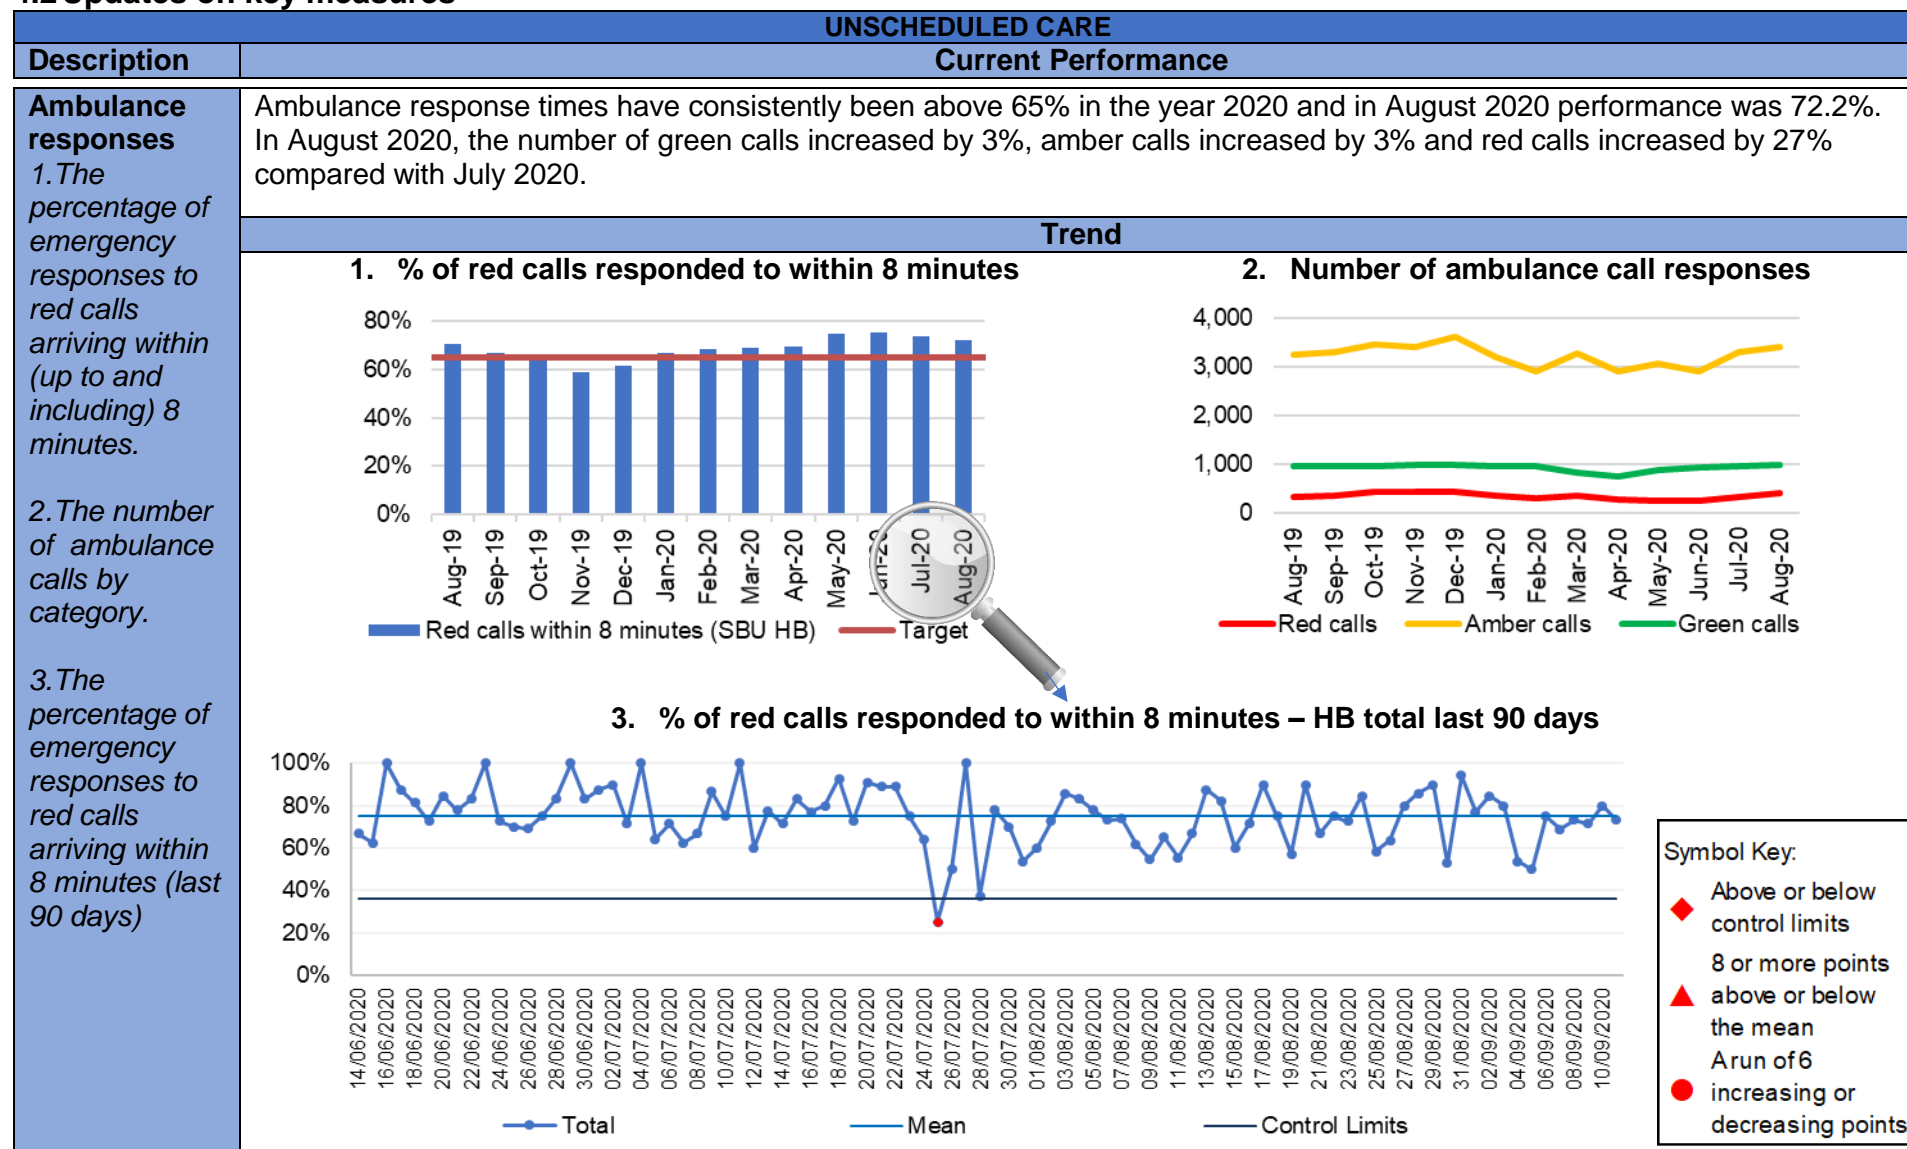 4.2 Updates on key measures
UNSCHEDULED CARE
Description
Current Performance
Ambulance
responses
1.The
percentage of
emergency
responses to
red calls
arriving within
(up to and
including) 8
minutes.
2.The number
of ambulance
calls by
category.
3.The
percentage of
emergency
responses to
red calls
arriving within
8 minutes (last
90 days)
Ambulance response times have consistently been above 65% in the year 2020 and in August 2020 performance was 72.2%.
In August 2020, the number of green calls increased by 3%, amber calls increased by 3% and red calls increased by 27%
compared with July 2020.
Trend
1. % of red calls responded to within 8 minutes
80%
60%
40%
20%
0%
Aug-19
Sep-19
Oct-19
Nov-19
Dec-19
Jan-20
Feb-20
Mar-20
Apr-20
May-20
Jun-20
Jul-20
Aug-20
Red calls within 8 minutes (SBU HB)
Target
2. Number of ambulance call responses
4,000
3,000
2,000
1,000
0
Aug-19
Sep-19
Oct-19
Nov-19
Dec-19
Jan-20
Feb-20
Mar-20
Apr-20
May-20
Jun-20
Jul-20
Aug-20
Red calls
Amber calls
Green calls
3. % of red calls responded to within 8 minutes – HB total last 90 days
100%
80%
60%
40%
20%
0%
14/06/2020
16/06/2020
18/06/2020
20/06/2020
22/06/2020
24/06/2020
26/06/2020
28/06/2020
30/06/2020
02/07/2020
04/07/2020
06/07/2020
08/07/2020
10/07/2020
12/07/2020
14/07/2020
16/07/2020
18/07/2020
20/07/2020
22/07/2020
24/07/2020
26/07/2020
28/07/2020
30/07/2020
01/08/2020
03/08/2020
05/08/2020
07/08/2020
09/08/2020
11/08/2020
13/08/2020
15/08/2020
17/08/2020
19/08/2020
21/08/2020
23/08/2020
25/08/2020
27/08/2020
29/08/2020
31/08/2020
02/09/2020
04/09/2020
06/09/2020
08/09/2020
10/09/2020
Total
Mean
Control Limits
Symbol Key:
Above or below
control limits
8 or more points
above or below
the mean
A run of 6
increasing or
decreasing points